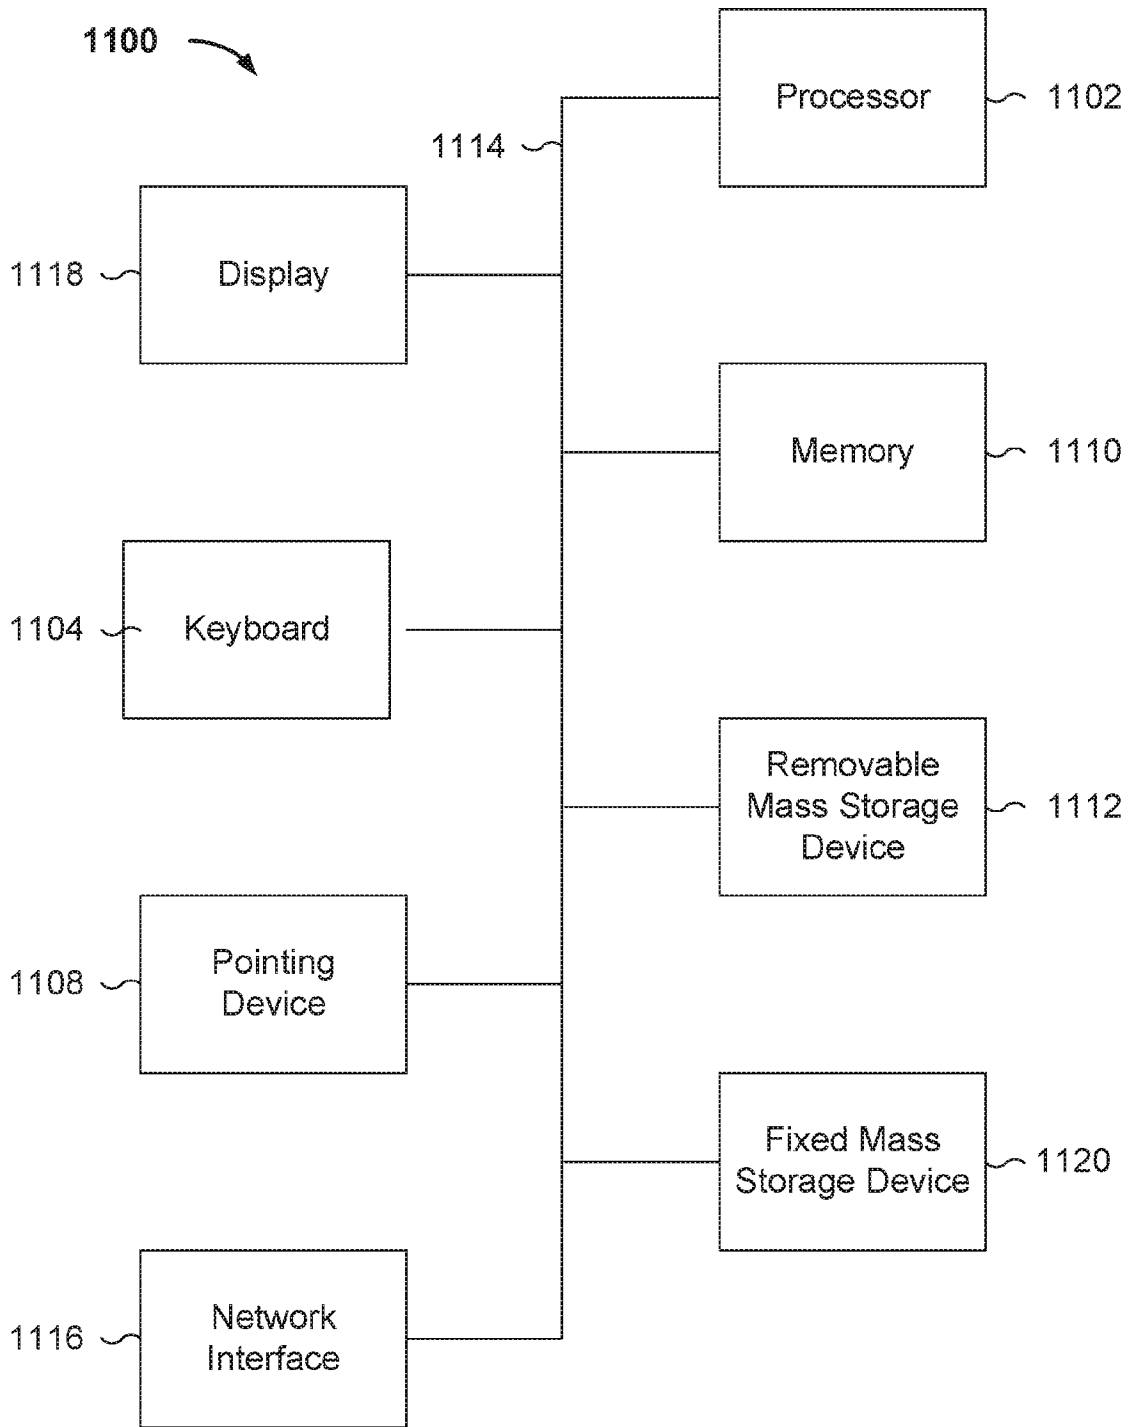 1100
Processor
1102
1114
1118
Display
Memory
1110
1104
Keyboard
Removable
Mass Storage
Device
1112
1108
Pointing
Device
Fixed Mass
Storage Device
1120
1116
Network
Interface